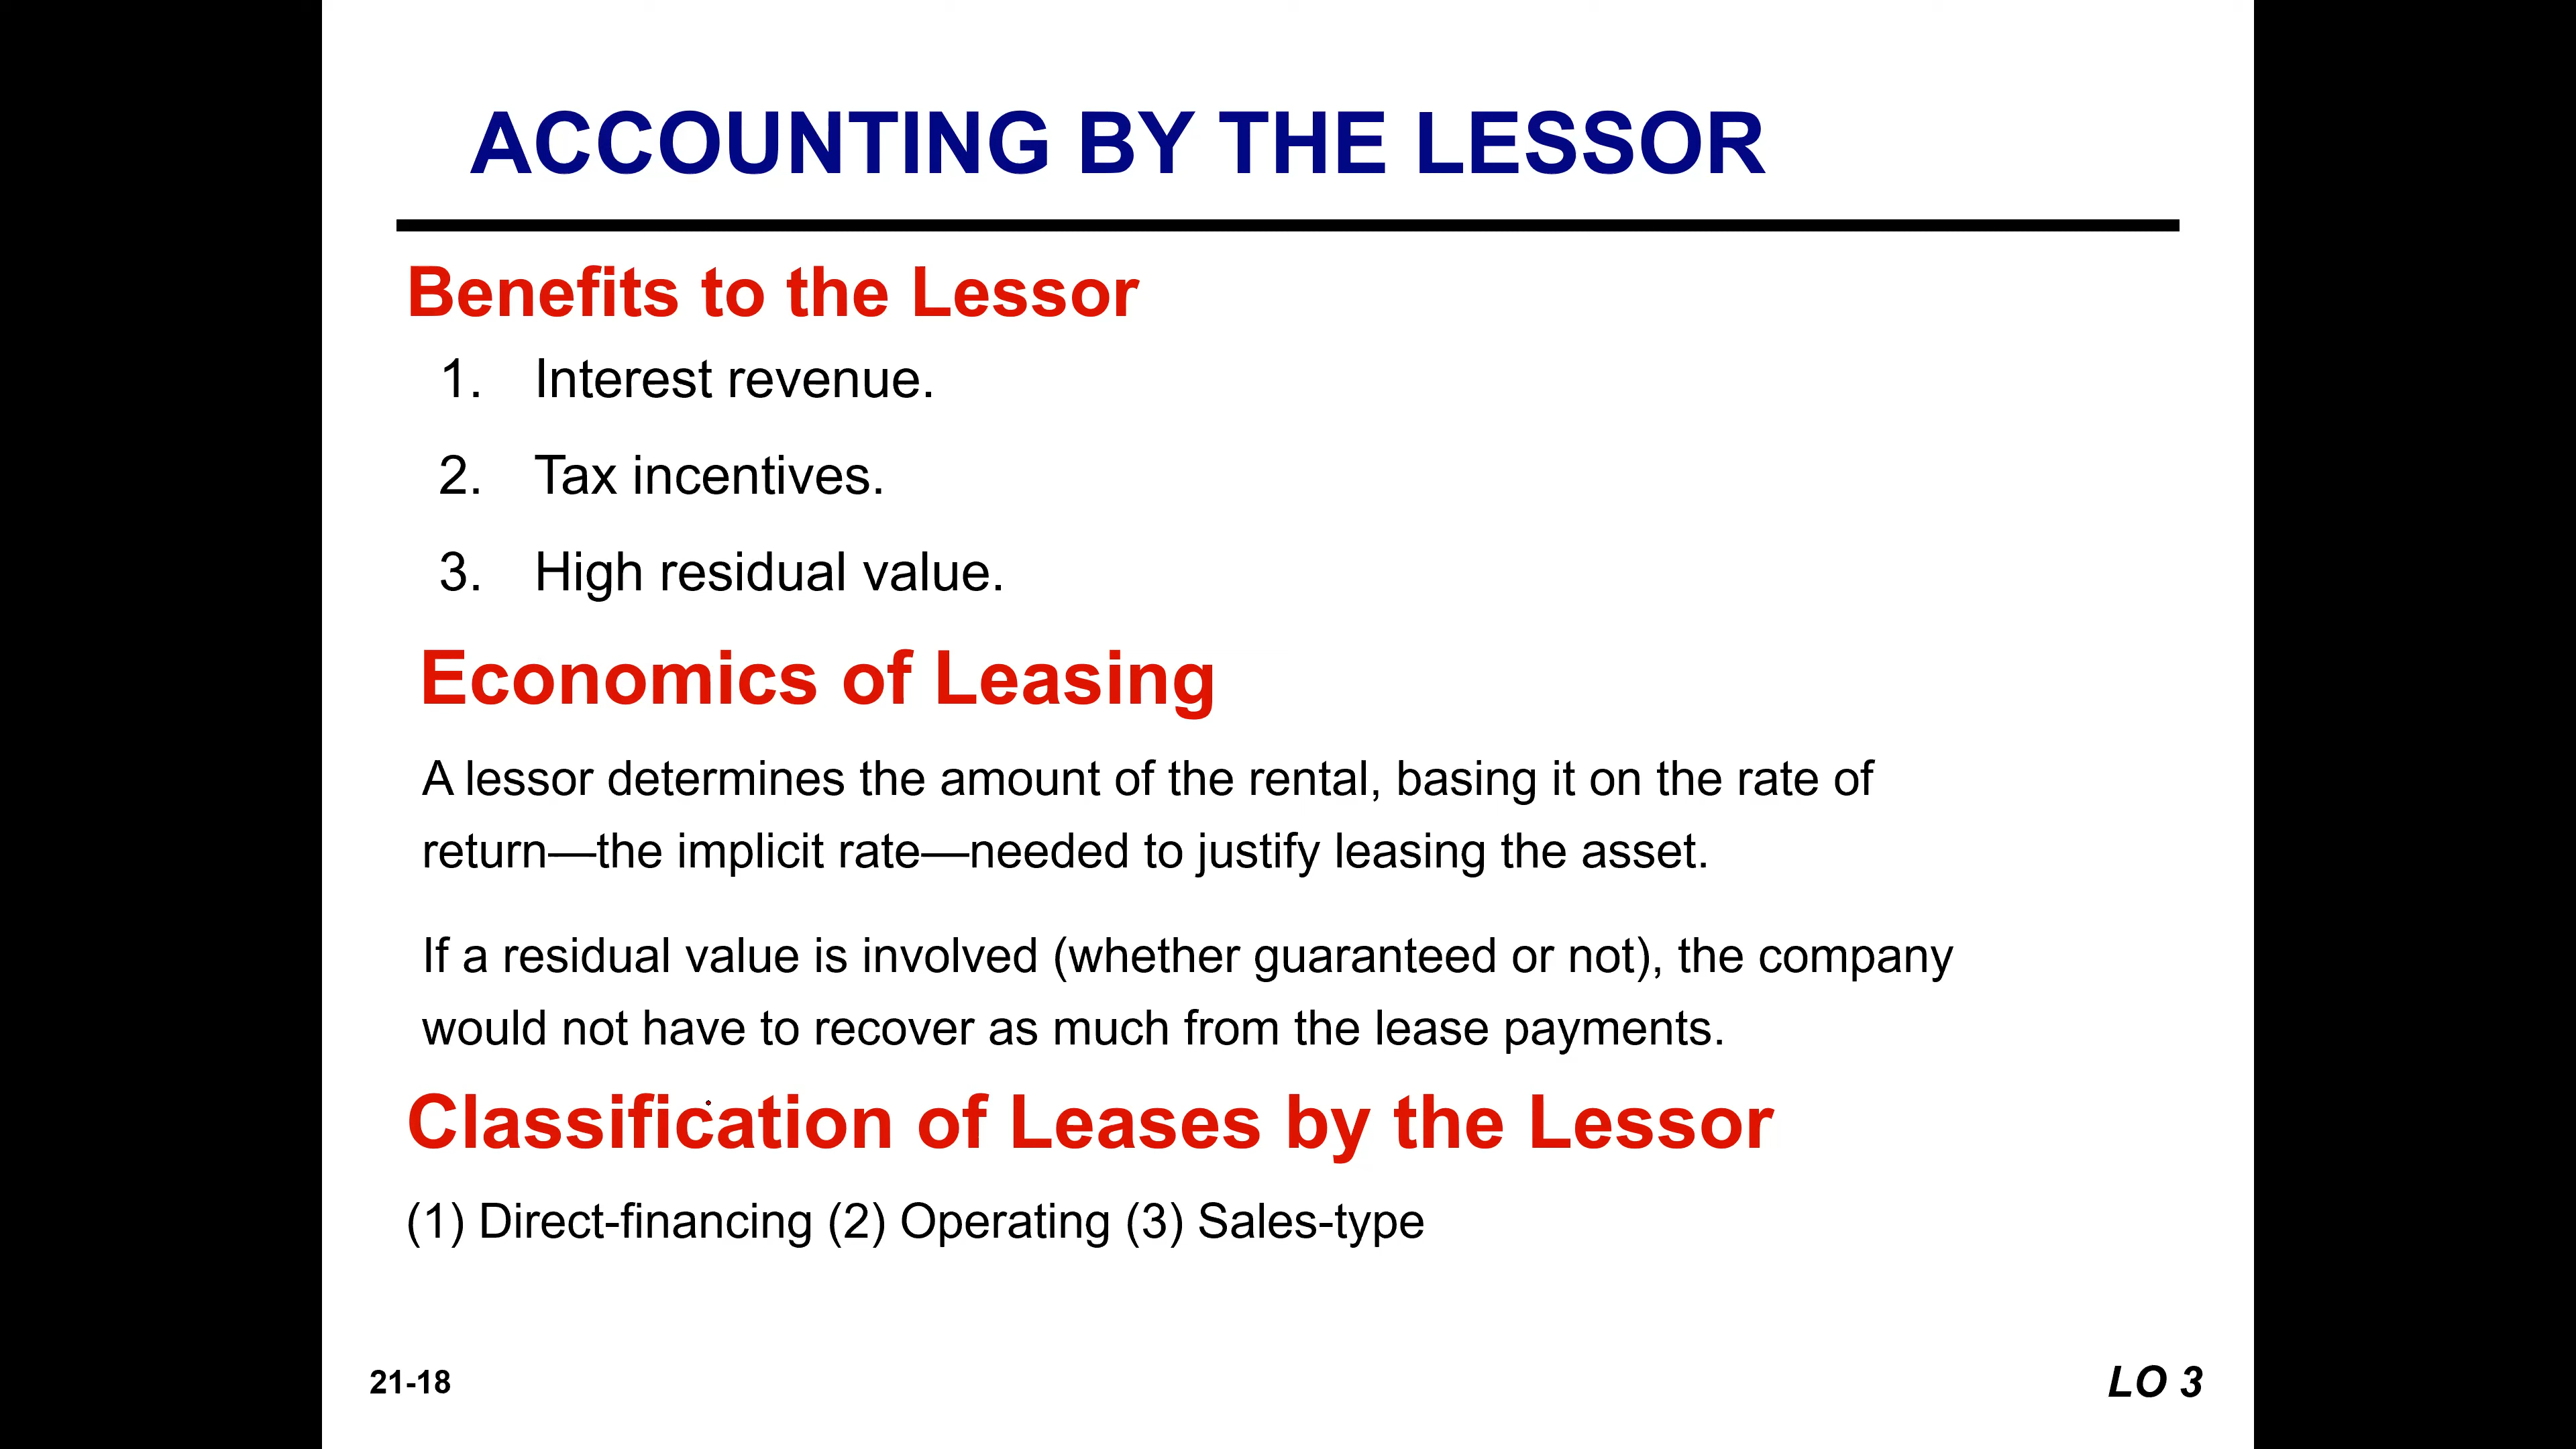 ACCOUNTING BY THE LESSOR
Benefits to the Lessor
1. Interest revenue.
2. Tax incentives.
3. High residual value.
Economics of Leasing
A lessor determines the amount of the rental, basing it on the rate of
return—the implicit rate—needed to justify leasing the asset.
If a residual value is involved (whether guaranteed or not), the company
would not have to recover as much from the lease payments.
Classification of Leases by the Lessor
(1) Direct-financing (2) Operating (3) Sales-type
21-18
LO 3